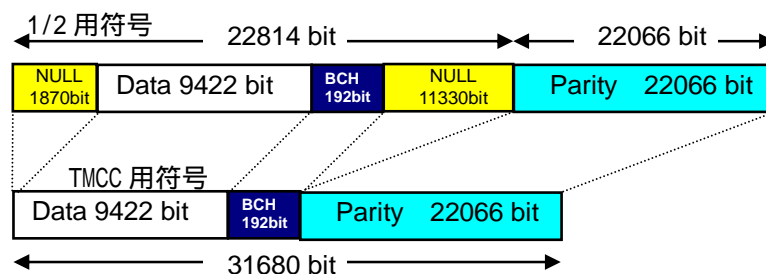 1/2 用符号
22814 bit
22066 bit
NULL
1870bit
Data 9422 bit
BCH
192bit
NULL
11330bit
Parity 22066 bit
TMCC 用符号
Data 9422 bit
BCH
192bit
Parity 22066 bit
31680 bit